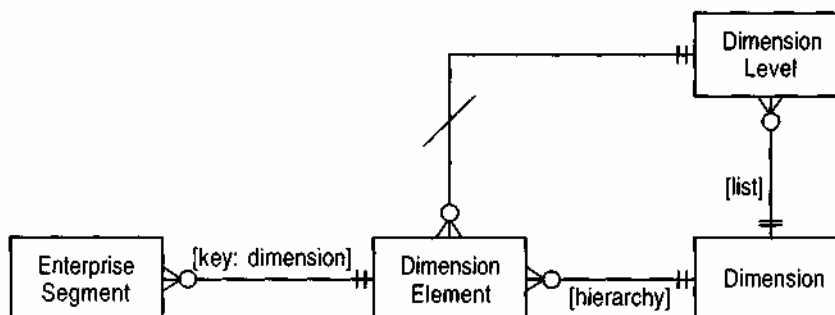 Dimension
Level
[list]
[key: dimension]
Enterprise
Segment
Dimension
Element
[hierarchy]
Dimension